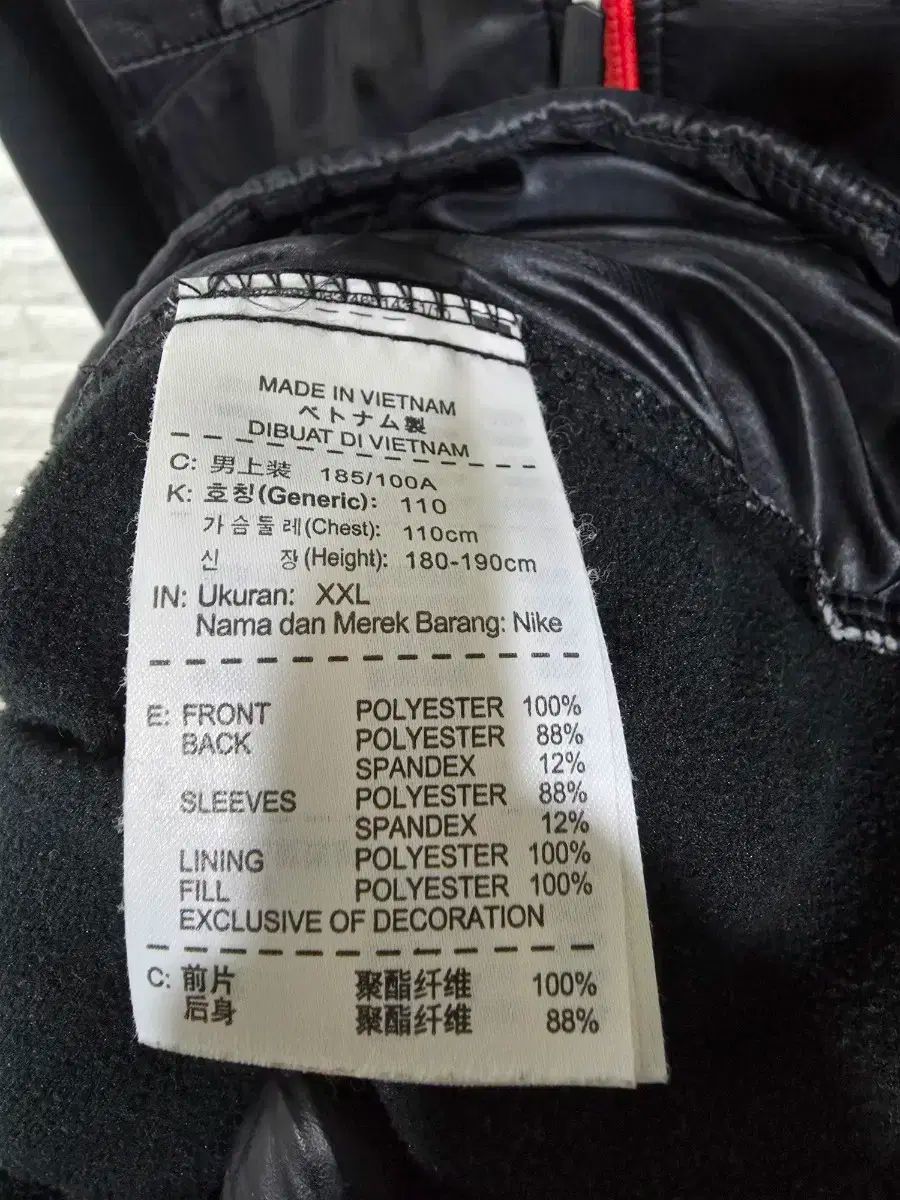 MADE IN VIETNAM
ベトナム製
DIBUAT DI VIETNAM
C: 男上装 185/100A
K: 호칭(Generic): 110
가슴둘레(Chest): 110cm
신 장(Height): 180-190cm
IN: Ukuran: XXL
Nama dan Merek Barang: Nike
E: FRONT POLYESTER 100%
BACK POLYESTER 88%
SPANDEX 12%
SLEEVES POLYESTER 88%
SPANDEX 12%
LINING POLYESTER 100%
FILL POLYESTER 100%
EXCLUSIVE OF DECORATION
C: 前片 聚酯纤维 100%
后身 聚酯纤维 88%